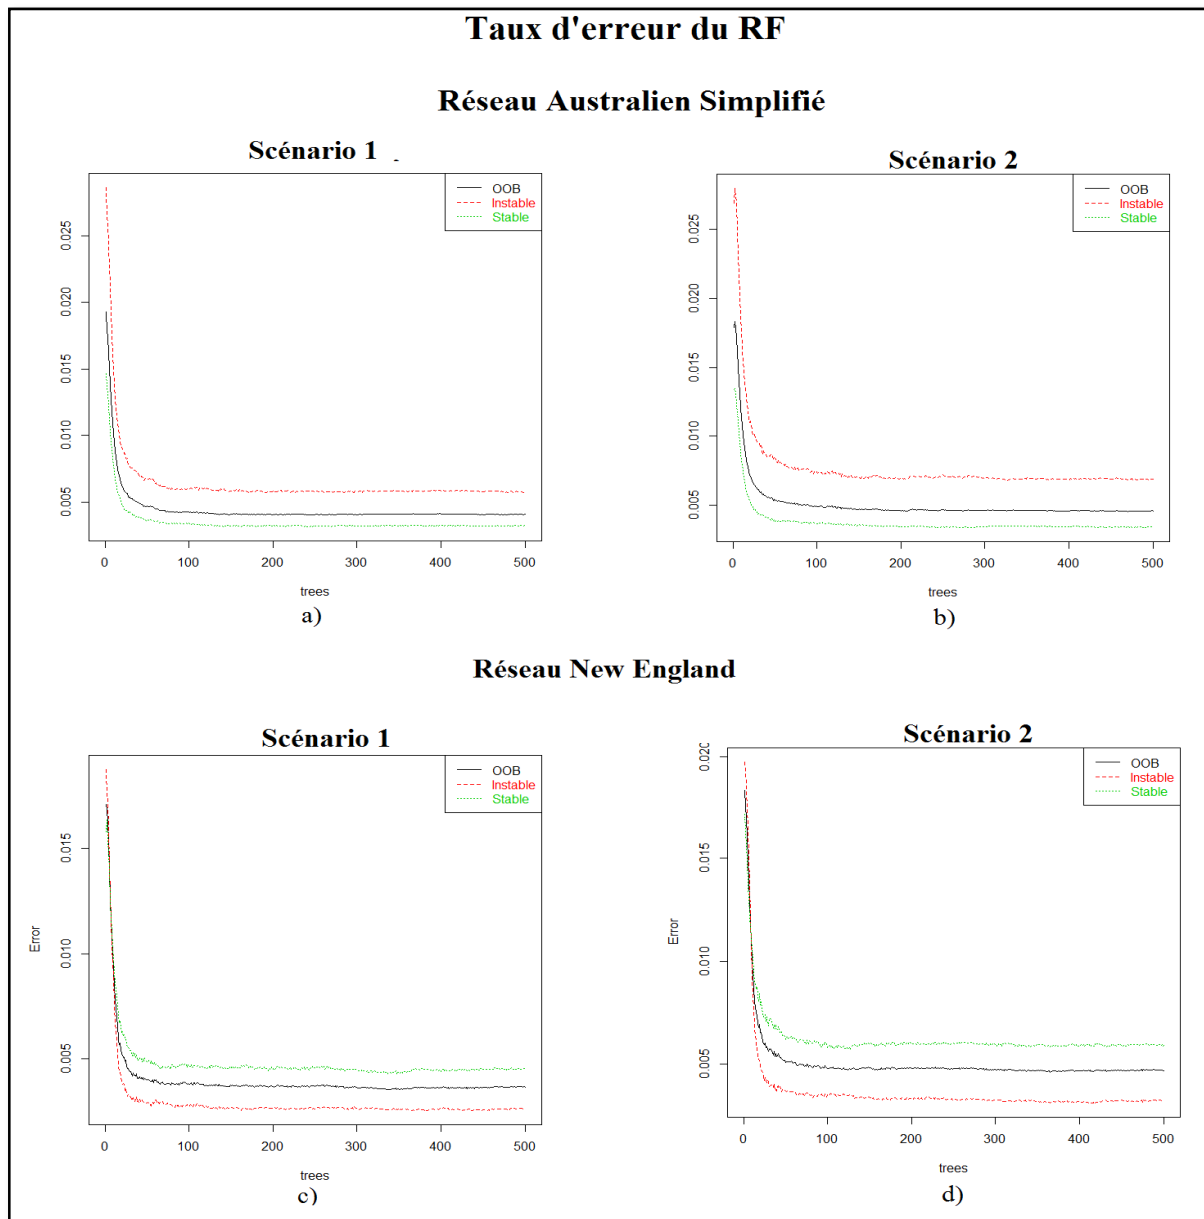 Taux d'erreur du RF
Réseau Australien Simplifié
Scénario 1
Scénario 2
OOB
Instable
Stable
0.025
0.020
0.015
0.010
0.005
0 100 200 300 400 500
trees
a)
OOB
Instable
Stable
0.025
0.020
0.015
0.010
0.005
0 100 200 300 400 500
trees
b)
Réseau New England
Scénario 1
Scénario 2
OOB
Instable
Stable
Error
0.015
0.010
0.005
0 100 200 300 400 500
trees
c)
OOB
Instable
Stable
Error
0.020
0.015
0.010
0.005
0 100 200 300 400 500
trees
d)